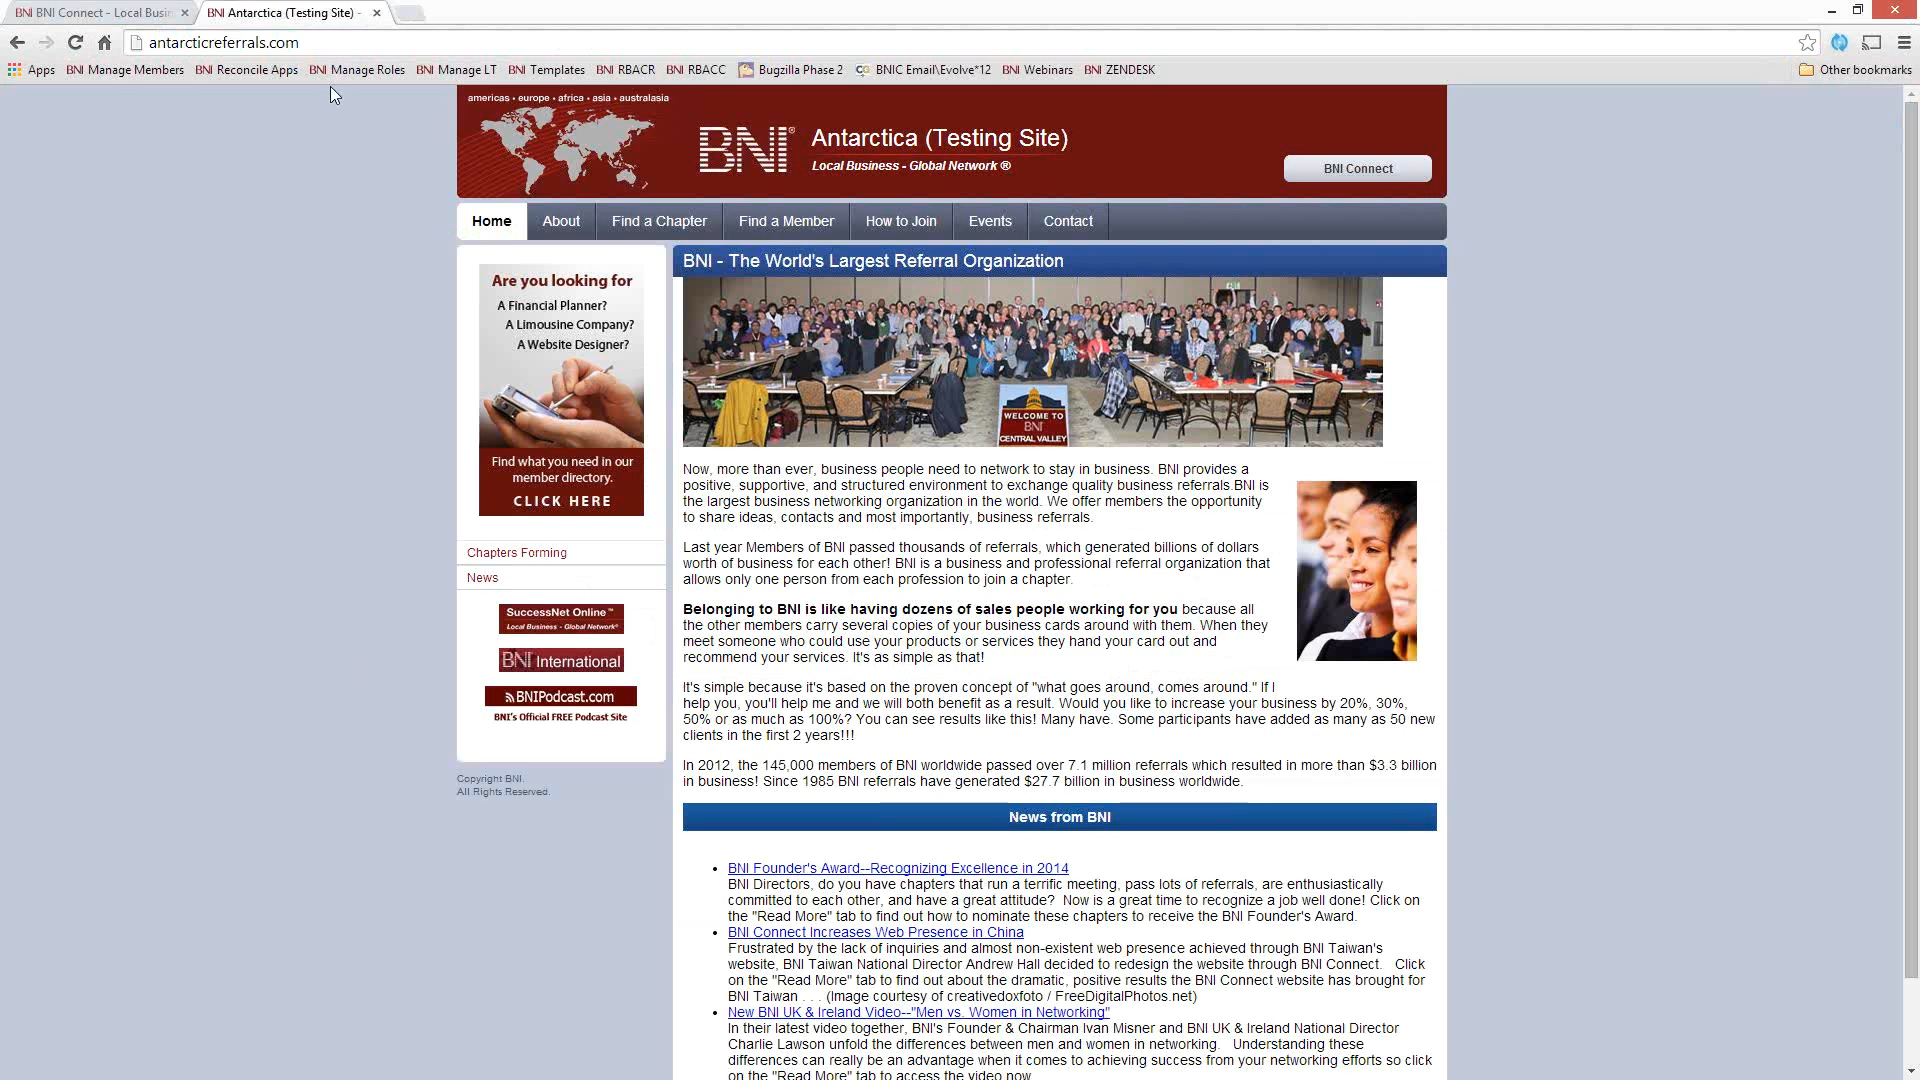 BNI BNI Connect - Local Busin
BNI Antarctica (Testing Site) -
antarcticreferrals.com
Apps
BNI Manage Members
BNI Reconcile Apps
BNI Manage Roles
BNI Manage LT
BNI Templates
BNI RBACR
BNI RBACC
Bugzilla Phase 2
BNIC Email\Evolve*12
BNI Webinars
BNI ZENDESK
Other bookmarks
americas • europe • africa • asia • australasia
BNI®
Antarctica (Testing Site)
Local Business - Global Network ®
BNI Connect
Home
About
Find a Chapter
Find a Member
How to Join
Events
Contact
Are you looking for
A Financial Planner?
A Limousine Company?
A Website Designer?
Find what you need in our
member directory.
CLICK HERE
Chapters Forming
News
SuccessNet Online™
Local Business - Global Network®
BNI International
BNIPodcast.com
BNI's Official FREE Podcast Site
Copyright BNI.
All Rights Reserved.
BNI - The World's Largest Referral Organization
WELCOME TO
BNI
CENTRAL VALLEY
Now, more than ever, business people need to network to stay in business. BNI provides a
positive, supportive, and structured environment to exchange quality business referrals.BNI is
the largest business networking organization in the world. We offer members the opportunity
to share ideas, contacts and most importantly, business referrals.
Last year Members of BNI passed thousands of referrals, which generated billions of dollars
worth of business for each other! BNI is a business and professional referral organization that
allows only one person from each profession to join a chapter.
Belonging to BNI is like having dozens of sales people working for you because all
the other members carry several copies of your business cards around with them. When they
meet someone who could use your products or services they hand your card out and
recommend your services. It's as simple as that!
It's simple because it's based on the proven concept of "what goes around, comes around." If I
help you, you'll help me and we will both benefit as a result. Would you like to increase your business by 20%, 30%,
50% or as much as 100%? You can see results like this! Many have. Some participants have added as many as 50 new
clients in the first 2 years!!!
In 2012, the 145,000 members of BNI worldwide passed over 7.1 million referrals which resulted in more than $3.3 billion
in business! Since 1985 BNI referrals have generated $27.7 billion in business worldwide.
News from BNI
• BNI Founder's Award--Recognizing Excellence in 2014
BNI Directors, do you have chapters that run a terrific meeting, pass lots of referrals, are enthusiastically
committed to each other, and have a great attitude? Now is a great time to recognize a job well done! Click on
the "Read More" tab to find out how to nominate these chapters to receive the BNI Founder's Award.
• BNI Connect Increases Web Presence in China
Frustrated by the lack of inquiries and almost non-existent web presence achieved through BNI Taiwan's
website, BNI Taiwan National Director Andrew Hall decided to redesign the website through BNI Connect. Click
on the "Read More" tab to find out about the dramatic, positive results the BNI Connect website has brought for
BNI Taiwan . . . (Image courtesy of creativedoxfoto / FreeDigitalPhotos.net)
• New BNI UK & Ireland Video--"Men vs. Women in Networking"
In their latest video together, BNI's Founder & Chairman Ivan Misner and BNI UK & Ireland National Director
Charlie Lawson unfold the differences between men and women in networking. Understanding these
differences can really be an advantage when it comes to achieving success from your networking efforts so click
on the "Read More" tab to access the video now